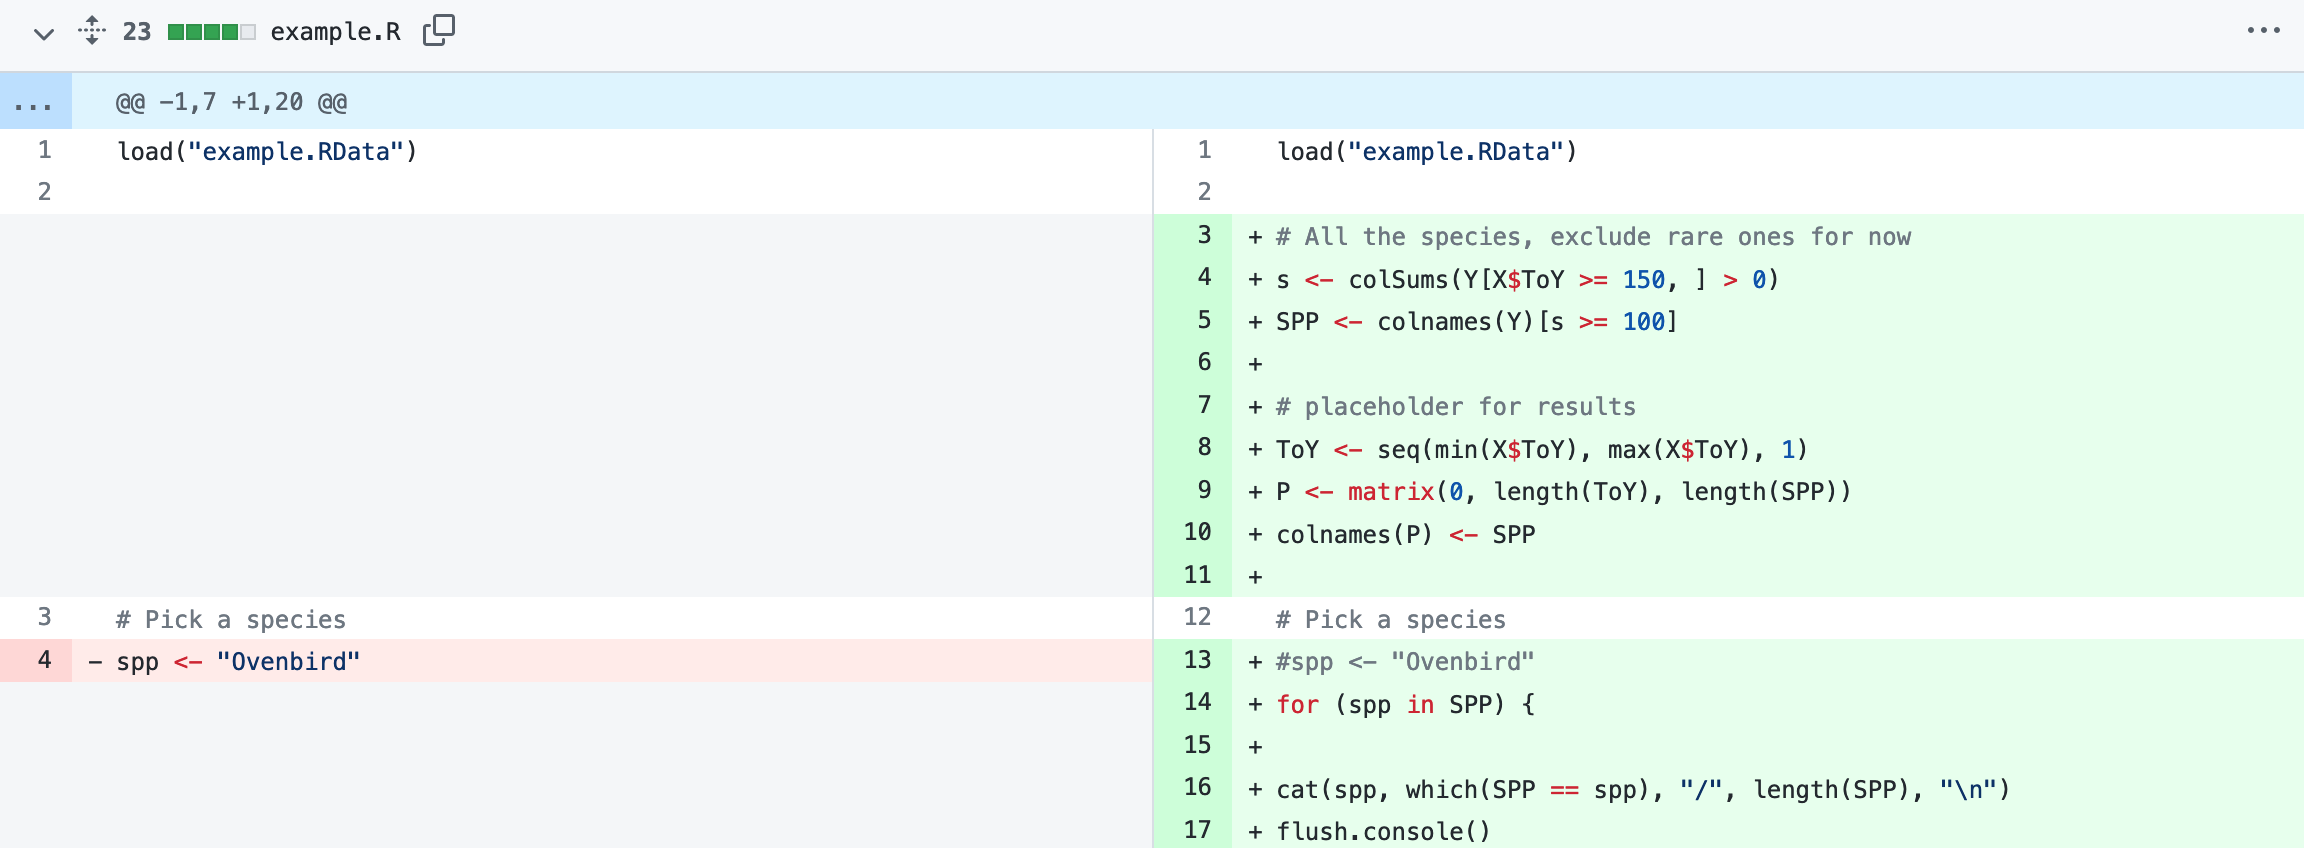 23 example.R
@@ -1,7 +1,20 @@
1 load("example.RData") 1 load("example.RData")
2 2
3 + # All the species, exclude rare ones for now
4 + s <- colSums(Y[X$ToY >= 150, ] > 0)
5 + SPP <- colnames(Y)[s >= 100]
6 +
7 + # placeholder for results
8 + ToY <- seq(min(X$ToY), max(X$ToY), 1)
9 + P <- matrix(0, length(ToY), length(SPP))
10 + colnames(P) <- SPP
11 +
3 # Pick a species 12 # Pick a species
4 - spp <- "Ovenbird" 13 + #spp <- "Ovenbird"
14 + for (spp in SPP) {
15 +
16 + cat(spp, which(SPP == spp), "/", length(SPP), "\n")
17 + flush.console()